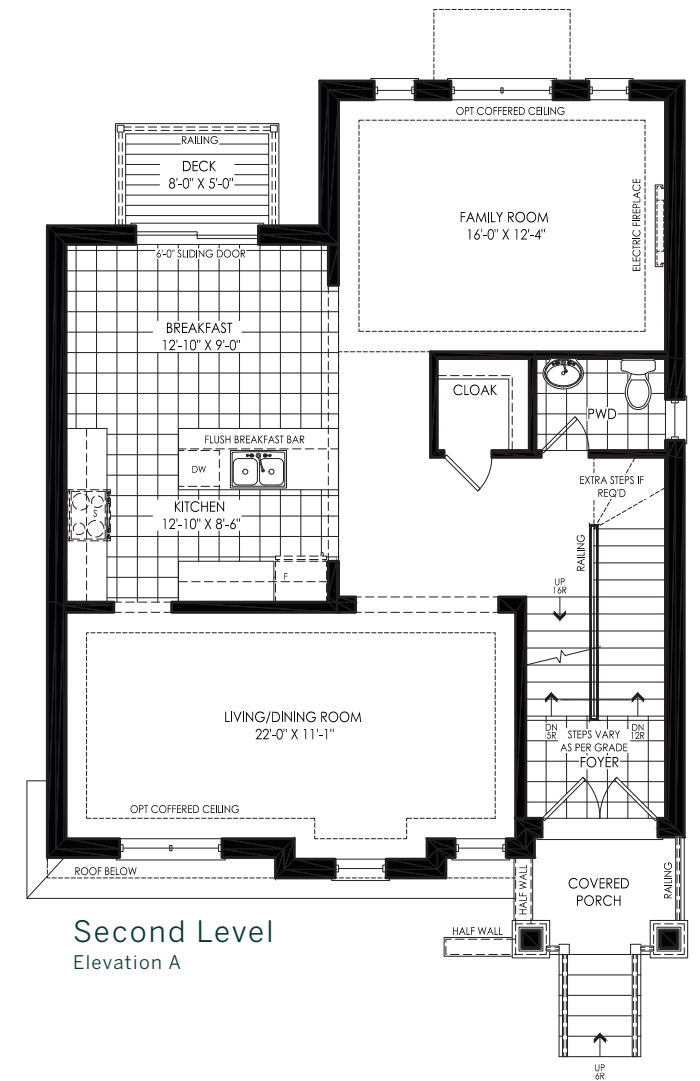 OPT COFFERED CEILING
RAILING
DECK
8'-0" X 5'-0"
FAMILY ROOM
16'-0" X 12'-4"
ELECTRIC FIREPLACE
6'-0" SLIDING DOOR
BREAKFAST
12'-10" X 9'-0"
CLOAK
PWD
FLUSH BREAKFAST BAR
DW
EXTRA STEPS IF
REQ'D
S
KITCHEN
12'-10" X 8'-6"
RAILING
F
UP
16R
LIVING/DINING ROOM
22'-0" X 11'-1"
DN
5R
STEPS VARY
AS PER GRADE
DN
12R
FOYER
OPT COFFERED CEILING
ROOF BELOW
HALF WALL
COVERED
PORCH
RAILING
HALF WALL
Second Level
Elevation A
UP
6R